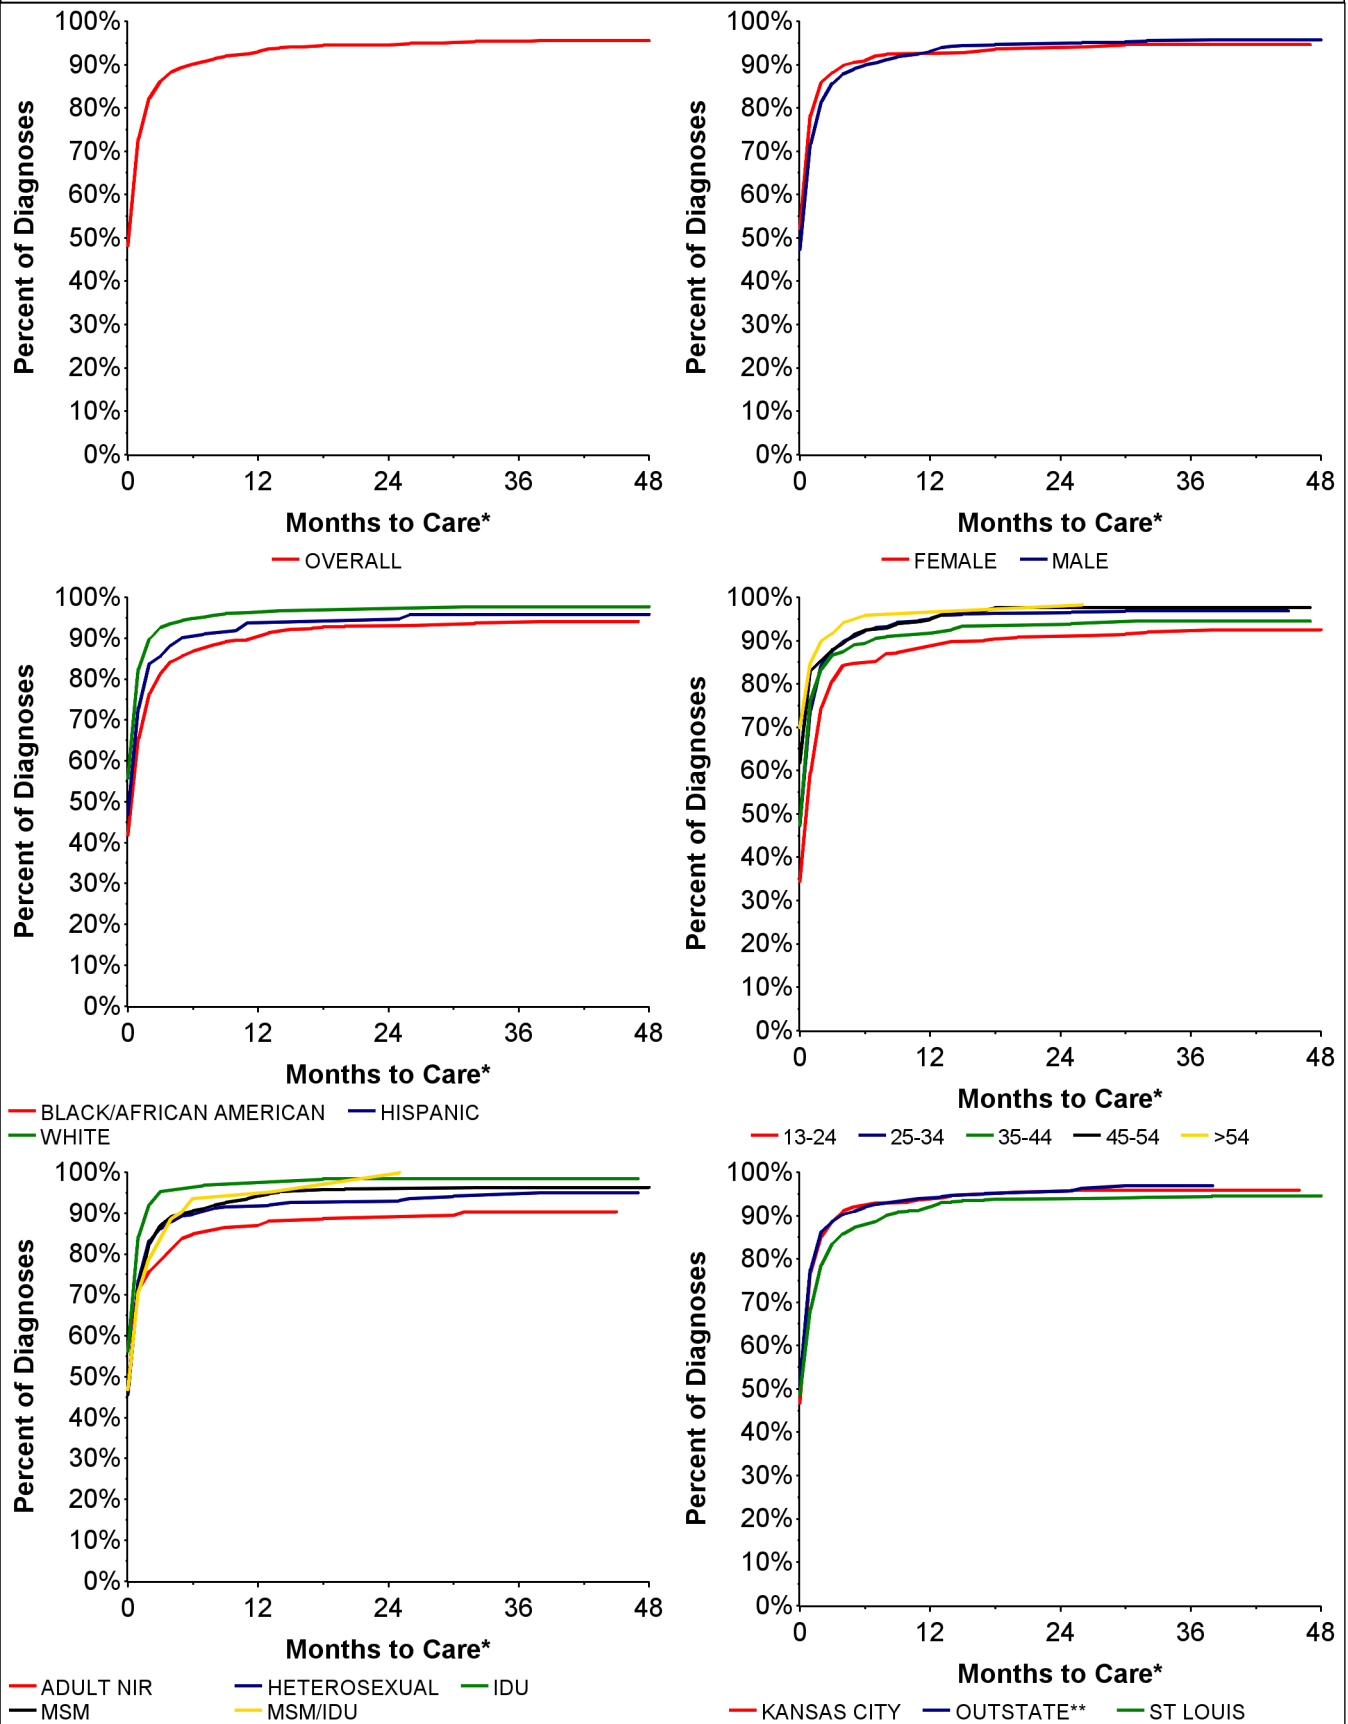 100%
90%
80%
70%
60%
50%
40%
30%
20%
10%
0%
Percent of Diagnoses
0 12 24 36 48
Months to Care*
OVERALL
100%
90%
80%
70%
60%
50%
40%
30%
20%
10%
0%
Percent of Diagnoses
0 12 24 36 48
Months to Care*
FEMALE MALE
100%
90%
80%
70%
60%
50%
40%
30%
20%
10%
0%
Percent of Diagnoses
0 12 24 36 48
Months to Care*
BLACK/AFRICAN AMERICAN HISPANIC
WHITE
100%
90%
80%
70%
60%
50%
40%
30%
20%
10%
0%
Percent of Diagnoses
0 12 24 36 48
Months to Care*
13-24 25-34 35-44 45-54 >54
100%
90%
80%
70%
60%
50%
40%
30%
20%
10%
0%
Percent of Diagnoses
0 12 24 36 48
Months to Care*
ADULT NIR HETEROSEXUAL IDU
MSM MSM/IDU
100%
90%
80%
70%
60%
50%
40%
30%
20%
10%
0%
Percent of Diagnoses
0 12 24 36 48
Months to Care*
KANSAS CITY OUTSTATE** ST LOUIS